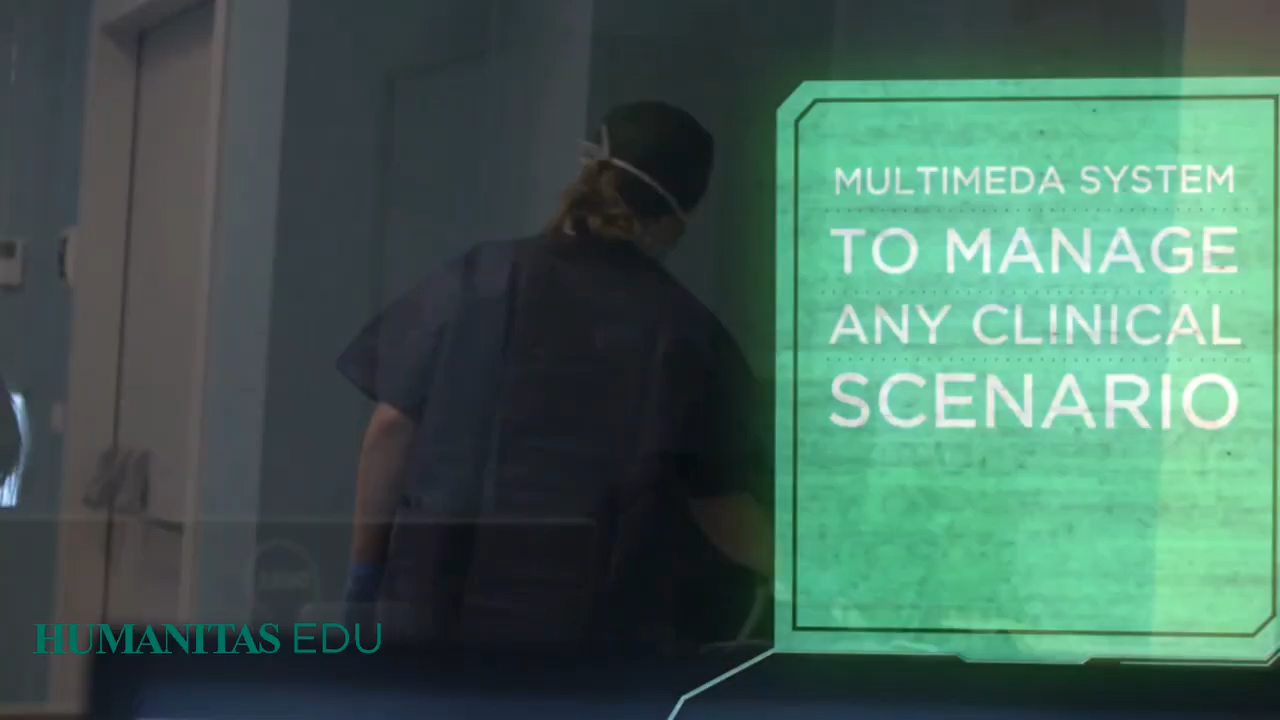 MULTIMEDA SYSTEM
TO MANAGE
ANY CLINICAL
SCENARIO
HUMANITAS EDU